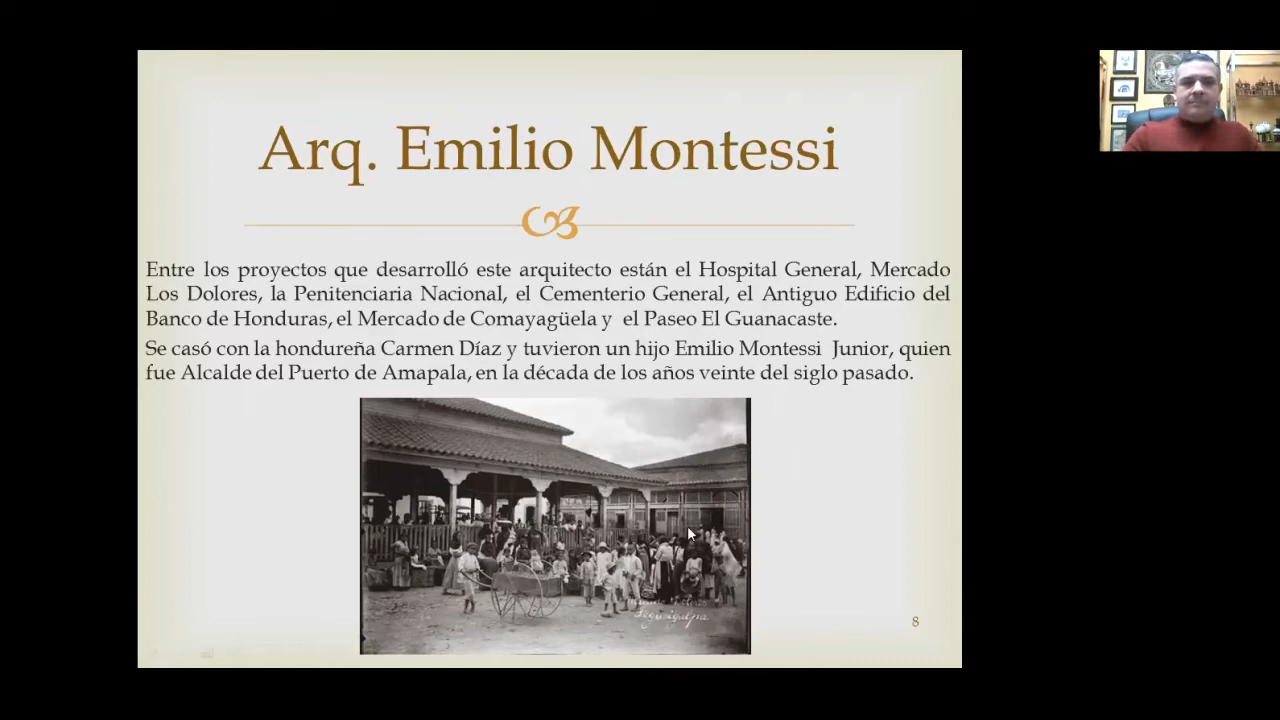 Arq. Emilio Montessi
Entre los proyectos que desarrolló este arquitecto están el Hospital General, Mercado
Los Dolores, la Penitenciaria Nacional, el Cementerio General, el Antiguo Edificio del
Banco de Honduras, el Mercado de Comayagüela y el Paseo El Guanacaste.
Se casó con la hondureña Carmen Díaz y tuvieron un hijo Emilio Montessi Junior, quien
fue Alcalde del Puerto de Amapala, en la década de los años veinte del siglo pasado.
Tegucigalpa
8